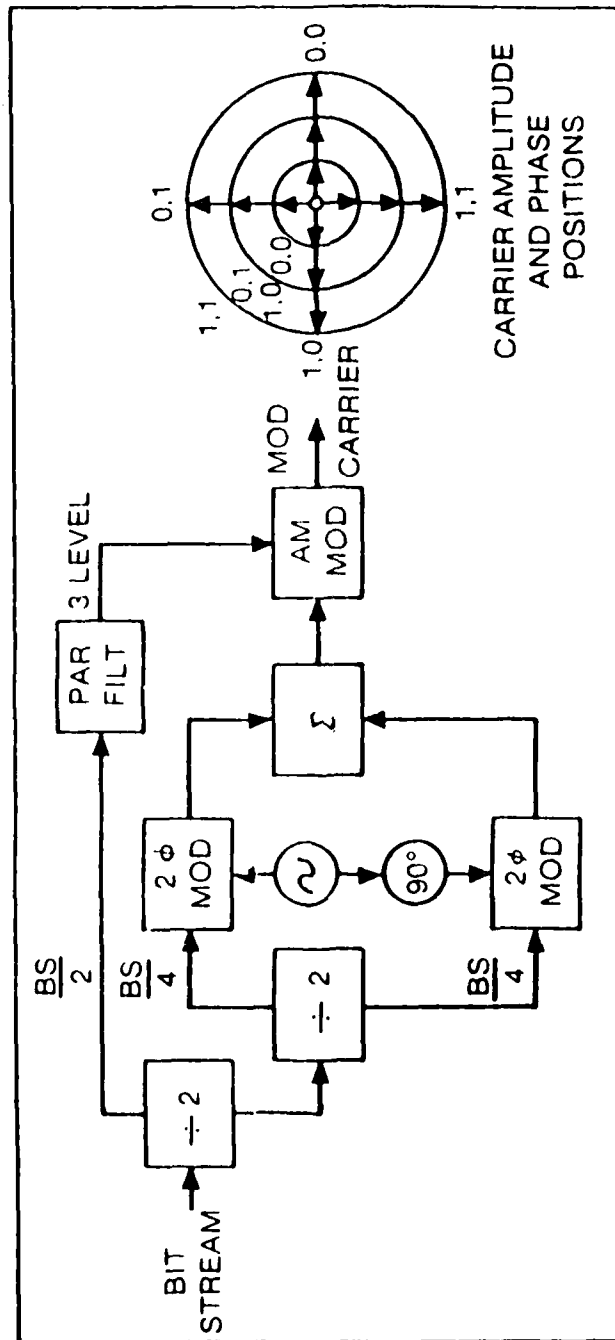 BIT
STREAM
÷ 2
BS
2
÷ 2
BS
4
BS
4
2 ϕ
MOD
∼
90°
2ϕ
MOD
PAR
FILT
3 LEVEL
Σ
AM
MOD
MOD
CARRIER
0.1
1,1
0.1
1.0
0.0
1.0
0.0
1,1
CARRIER AMPLITUDE
AND PHASE
POSITIONS